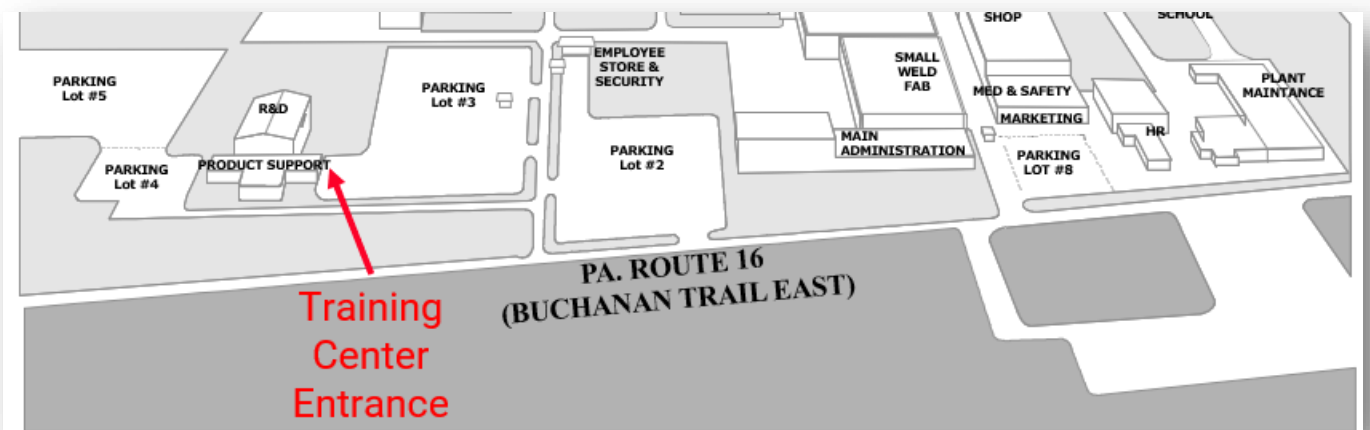 SHOP
SCHOOL
EMPLOYEE
STORE &
SECURITY
SMALL
WELD
FAB
PARKING
Lot #5
PARKING
Lot #3
R&D
MED & SAFETY
PLANT
MAINTANCE
MARKETING
HR
MAIN
ADMINISTRATION
PARKING
Lot #2
PARKING
LOT #8
PRODUCT SUPPORT
PARKING
Lot #4
PA. ROUTE 16
(BUCHANAN TRAIL EAST)
Training
Center
Entrance